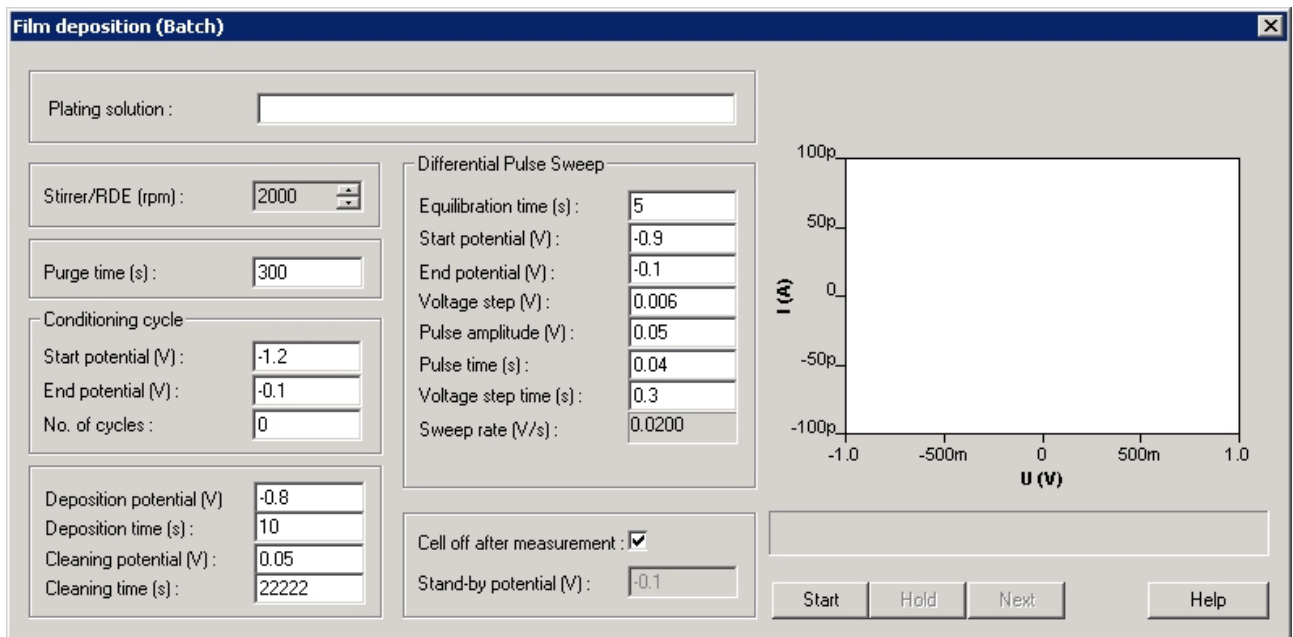 Film deposition (Batch)
Plating solution :
Stirrer/RDE (rpm) : 2000
Purge time (s) : 300
Conditioning cycle
Start potential (V) : -1.2
End potential (V) : -0.1
No. of cycles : 0
Deposition potential (V) -0.8
Deposition time (s) : 10
Cleaning potential (V) : 0.05
Cleaning time (s) : 22222
Differential Pulse Sweep
Equilibration time (s) : 5
Start potential (V) : -0.9
End potential (V) : -0.1
Voltage step (V) : 0.006
Pulse amplitude (V) : 0.05
Pulse time (s) : 0.04
Voltage step time (s) : 0.3
Sweep rate (V/s) : 0.0200
Cell off after measurement :
Stand-by potential (V) : -0.1
100p
50p
0
-50p
-100p
I (A)
-1.0 -500m 0 500m 1.0
U (V)
Start Hold Next Help